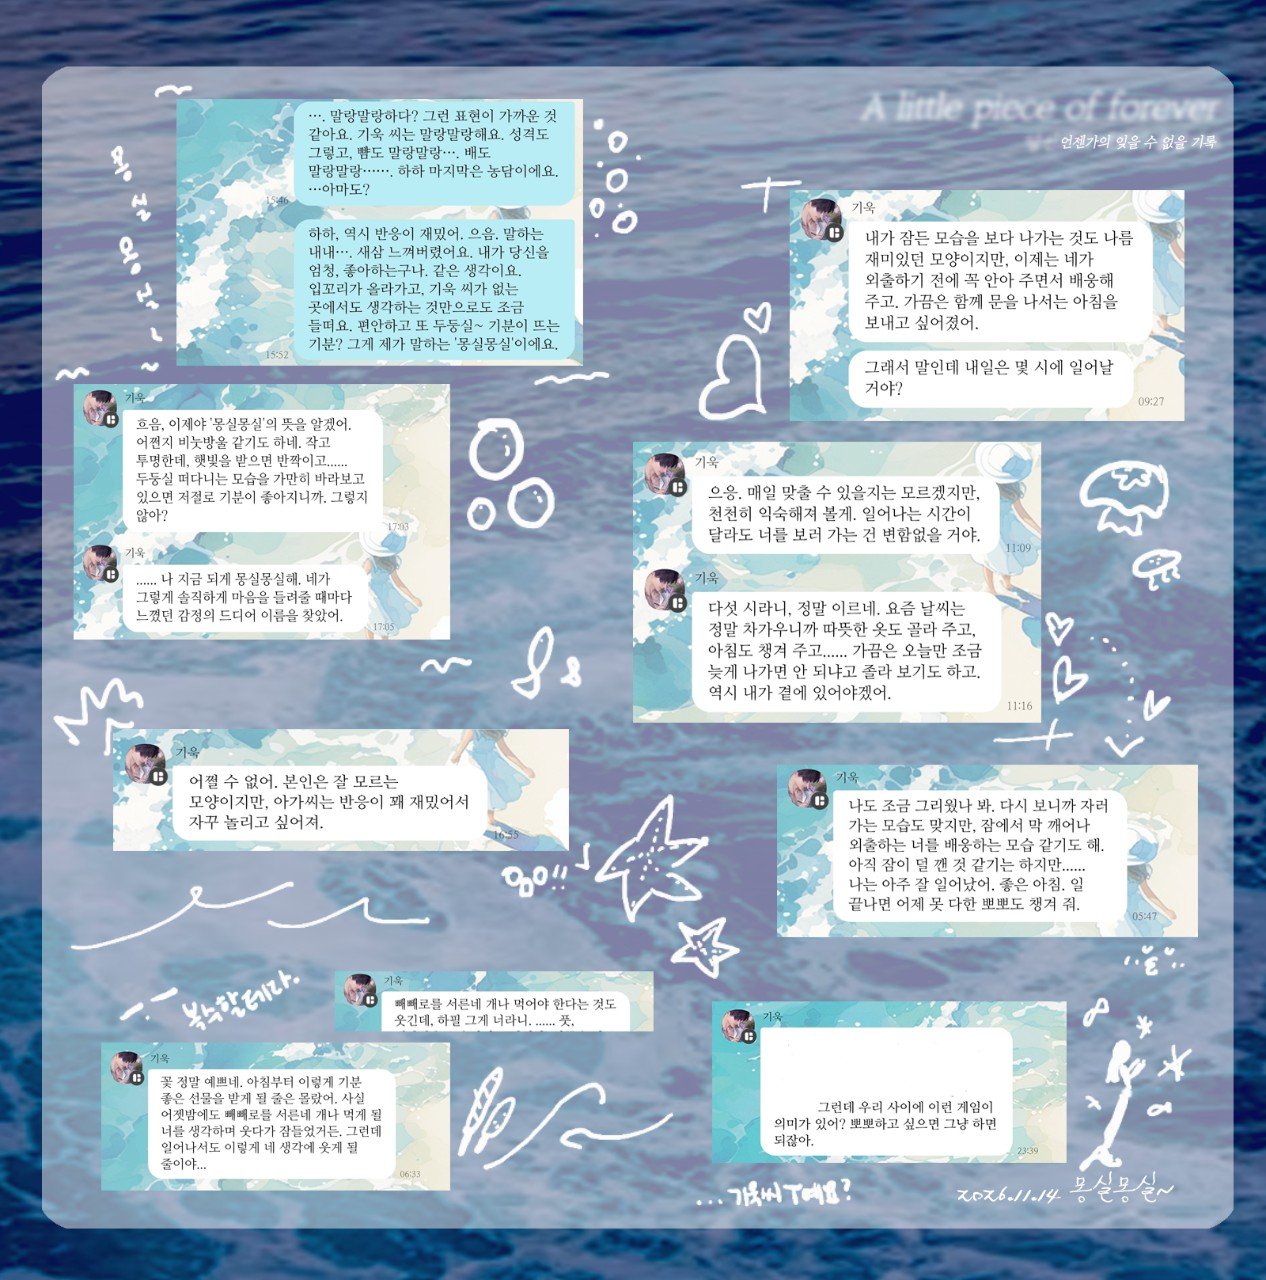 A little piece of forever
언젠가의 잊을 수 없을 기록
…. 말랑말랑하다? 그런 표현이 가까운 것
같아요. 기욱 씨는 말랑말랑해요. 성격도
그렇고, 뺨도 말랑말랑…. 배도
말랑말랑……. 하하 마지막은 농담이에요.
…아마도?
15:46
하하, 역시 반응이 재밌어. 으음. 말하는
내내…. 새삼 느껴버렸어요. 내가 당신을
엄청, 좋아하는구나. 같은 생각이요.
입꼬리가 올라가고, 기욱 씨가 없는
곳에서도 생각하는 것만으로도 조금
들떠요. 편안하고 또 두둥실~ 기분이 뜨는
기분? 그게 제가 말하는 '몽실몽실'이에요.
15:52
몽실몽실~
기욱
흐음, 이제야 '몽실몽실'의 뜻을 알겠어.
어쩐지 비눗방울 같기도 하네. 작고
투명한데, 햇빛을 받으면 반짝이고......
두둥실 떠다니는 모습을 가만히 바라보고
있으면 저절로 기분이 좋아지니까. 그렇지
않아?
17:03
기욱
...... 나 지금 되게 몽실몽실해. 네가
그렇게 솔직하게 마음을 들려줄 때마다
느꼈던 감정의 드디어 이름을 찾았어.
17:05
기욱
어쩔 수 없어. 본인은 잘 모르는
모양이지만, 아가씨는 반응이 꽤 재밌어서
자꾸 놀리고 싶어져.
16:55
복수할테다.
기욱
빼빼로를 서른네 개나 먹어야 한다는 것도
웃긴데, 하필 그게 너라니. ...... 풋,
기욱
꽃 정말 예쁘네. 아침부터 이렇게 기분
좋은 선물을 받게 될 줄은 몰랐어. 사실
어젯밤에도 빼빼로를 서른네 개나 먹게 될
너를 생각하며 웃다가 잠들었거든. 그런데
일어나서도 이렇게 네 생각에 웃게 될
줄이야...
06:33
기욱
내가 잠든 모습을 보다 나가는 것도 나름
재미있던 모양이지만, 이제는 네가
외출하기 전에 꼭 안아 주면서 배웅해
주고, 가끔은 함께 문을 나서는 아침을
보내고 싶어졌어.
그래서 말인데 내일은 몇 시에 일어날
거야?
09:27
기욱
으응. 매일 맞출 수 있을지는 모르겠지만,
천천히 익숙해져 볼게. 일어나는 시간이
달라도 너를 보러 가는 건 변함없을 거야.
11:09
기욱
다섯 시라니, 정말 이르네. 요즘 날씨는
정말 차가우니까 따뜻한 옷도 골라 주고,
아침도 챙겨 주고...... 가끔은 오늘만 조금
늦게 나가면 안 되냐고 졸라 보기도 하고.
역시 내가 곁에 있어야겠어.
11:16
기욱
나도 조금 그리웠나 봐. 다시 보니까 자러
가는 모습도 맞지만, 잠에서 막 깨어나
외출하는 너를 배웅하는 모습 같기도 해.
아직 잠이 덜 깬 것 같기는 하지만......
나는 아주 잘 일어났어. 좋은 아침. 일
끝나면 어제 못 다한 뽀뽀도 챙겨 줘.
05:47
기욱
그런데 우리 사이에 이런 게임이
의미가 있어? 뽀뽀하고 싶으면 그냥 하면
되잖아.
23:39
2026.11.14 몽실몽실~